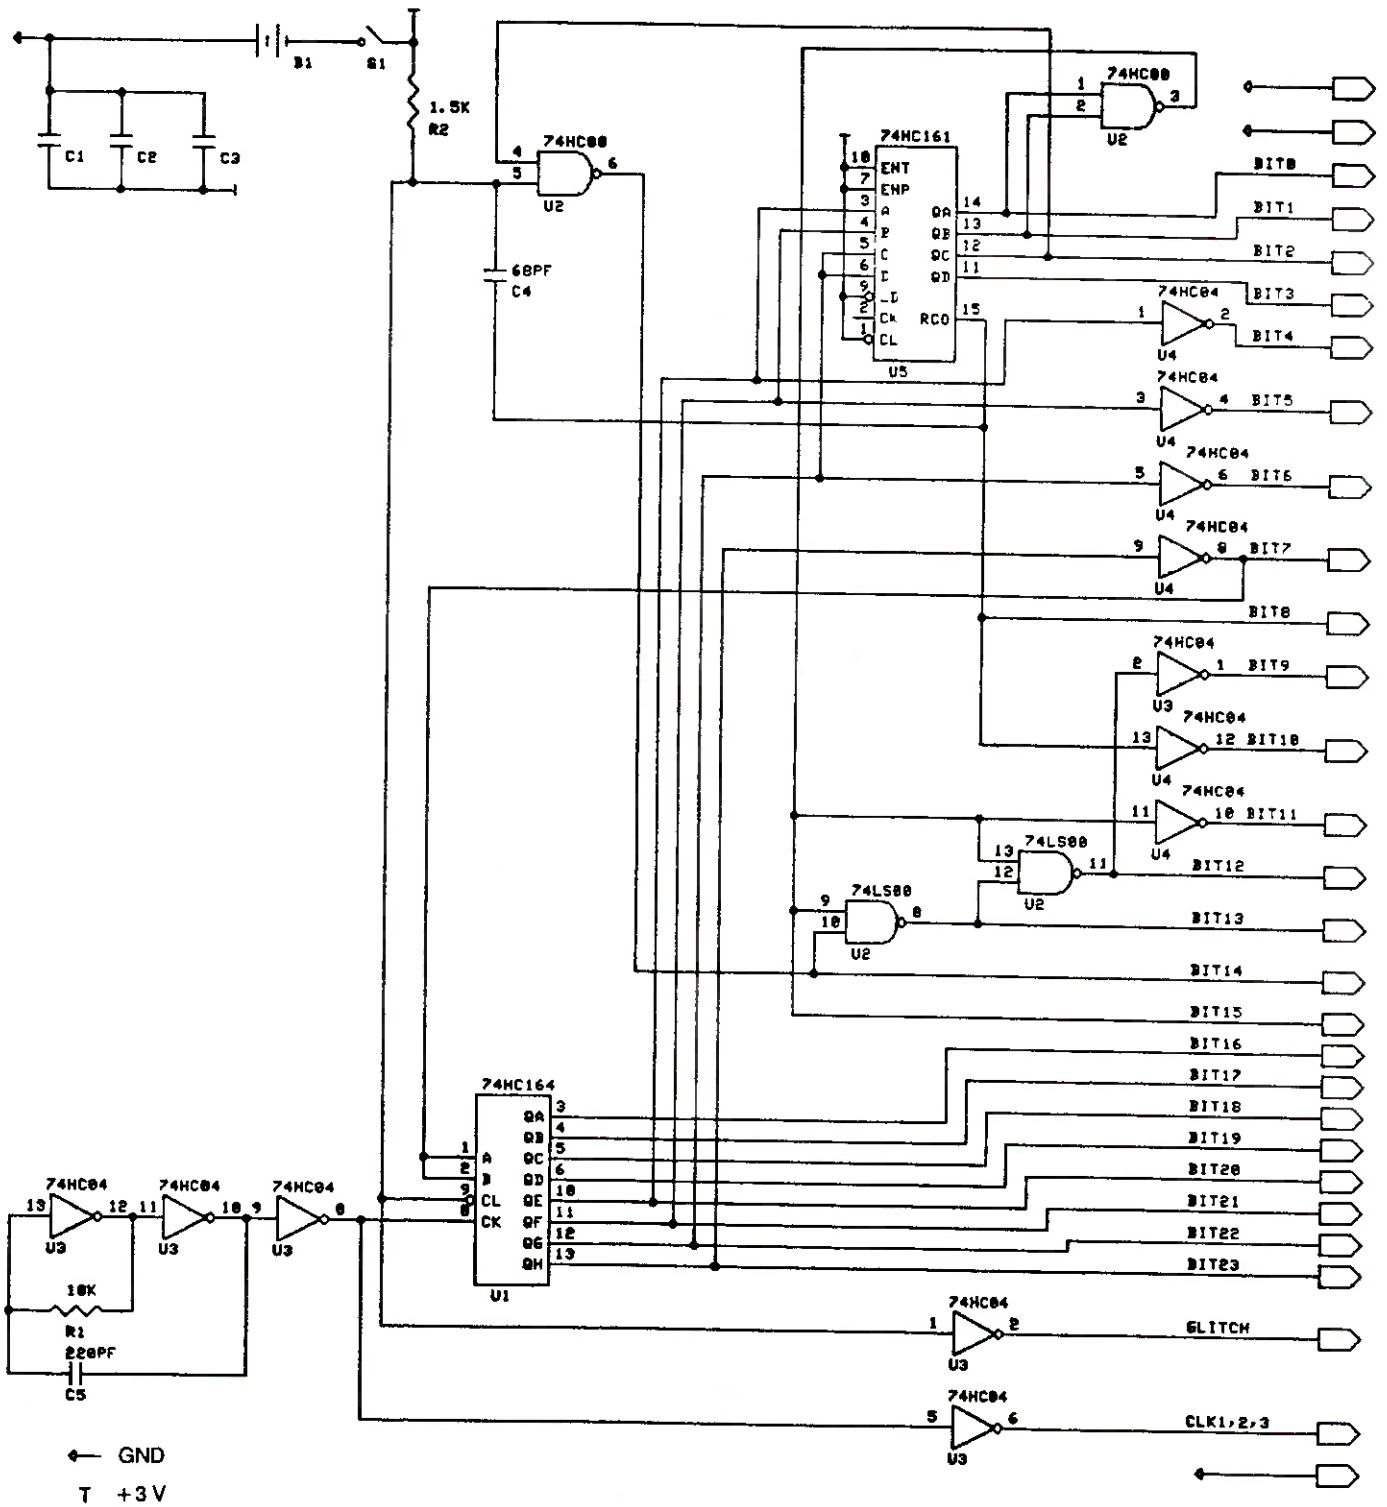 B1
S1
1.5K
R2
C1
C2
C3
74HC00
4
5
6
U2
68PF
C4
74HC161
10 ENT
7 ENP
3 A
4 B
5 C
6 D
9
2 CK
1 CL
QA 14
QB 13
QC 12
QD 11
RCO 15
U5
74HC00
1
2
3
U2
BIT0
BIT1
BIT2
BIT3
74HC04
1
2
BIT4
U4
74HC04
3
4
BIT5
U4
74HC04
5
6
BIT6
U4
74HC04
9
8
BIT7
U4
BIT8
74HC04
2
1
BIT9
U3
74HC04
13
12 BIT10
U4
74HC04
11
10 BIT11
U4
74LS00
13
12
11
BIT12
U2
74LS00
9
10
8
BIT13
U2
BIT14
BIT15
BIT16
BIT17
BIT18
BIT19
BIT20
BIT21
BIT22
BIT23
74HC164
1 A
2 B
9 CL
8 CK
QA 3
QB 4
QC 5
QD 6
QE 10
QF 11
QG 12
QH 13
U1
74HC04
13
12
U3
74HC04
11
10
U3
74HC04
9
8
U3
10K
R1
220PF
C5
74HC04
1
2
GLITCH
U3
74HC04
5
6
CLK1,2,3
U3
GND
T +3V